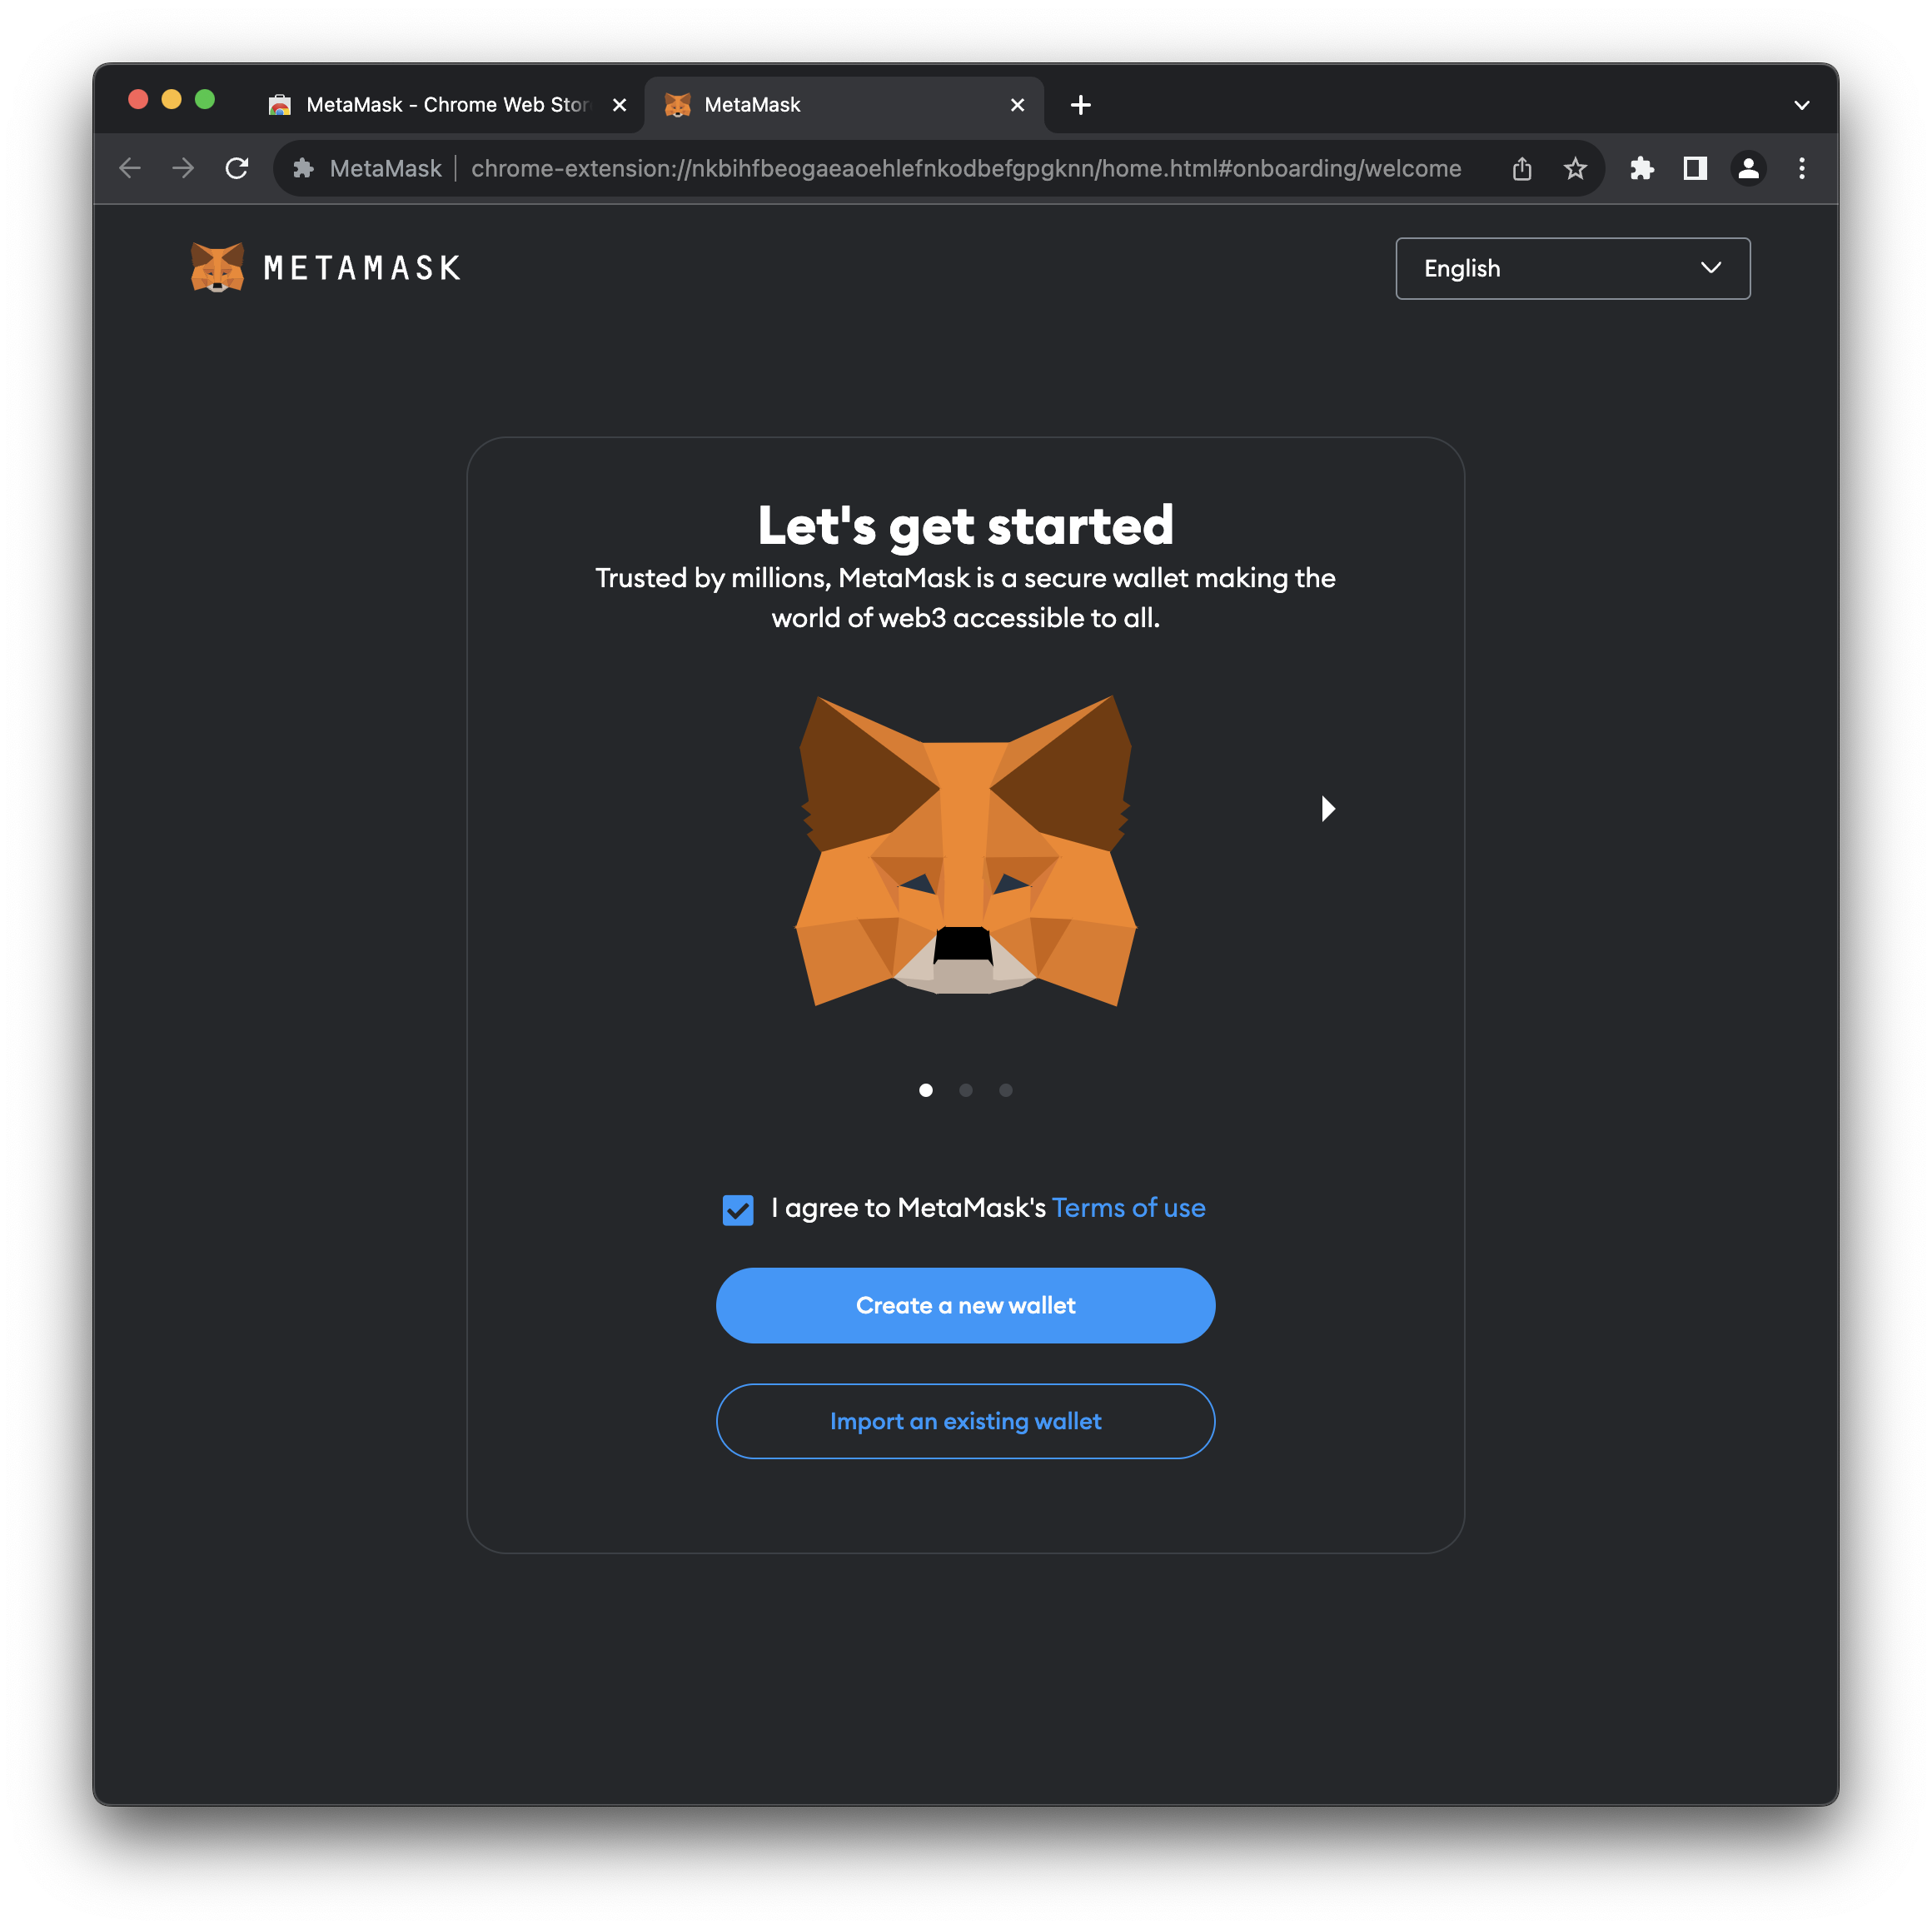 MetaMask - Chrome Web Stor
MetaMask
MetaMask
chrome-extension://nkbihfbeogaeaoehlefnkodbefgpgknn/home.html#onboarding/welcome
METAMASK
English
Let's get started
Trusted by millions, MetaMask is a secure wallet making the
world of web3 accessible to all.
I agree to MetaMask's Terms of use
Create a new wallet
Import an existing wallet